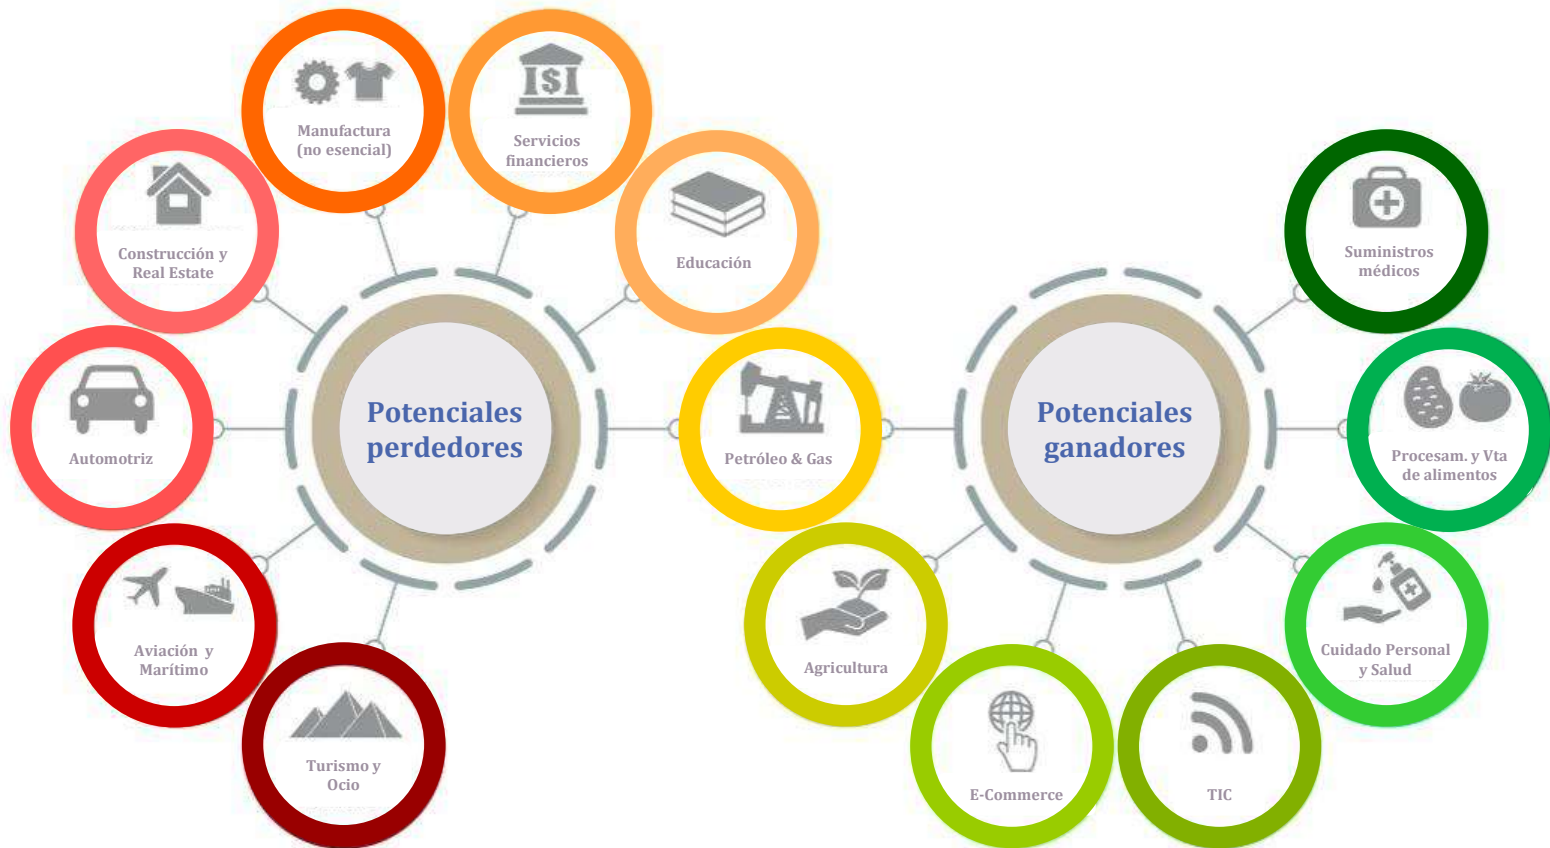 Manufactura
(no esencial)
Servicios
financieros
Construcción y
Real Estate
Educación
Suministros
médicos
Automotriz
Potenciales
perdedores
Petróleo & Gas
Potenciales
ganadores
Procesam. y Vta
de alimentos
Aviación y
Marítimo
Agricultura
Cuidado Personal
y Salud
Turismo y
Ocio
E-Commerce
TIC